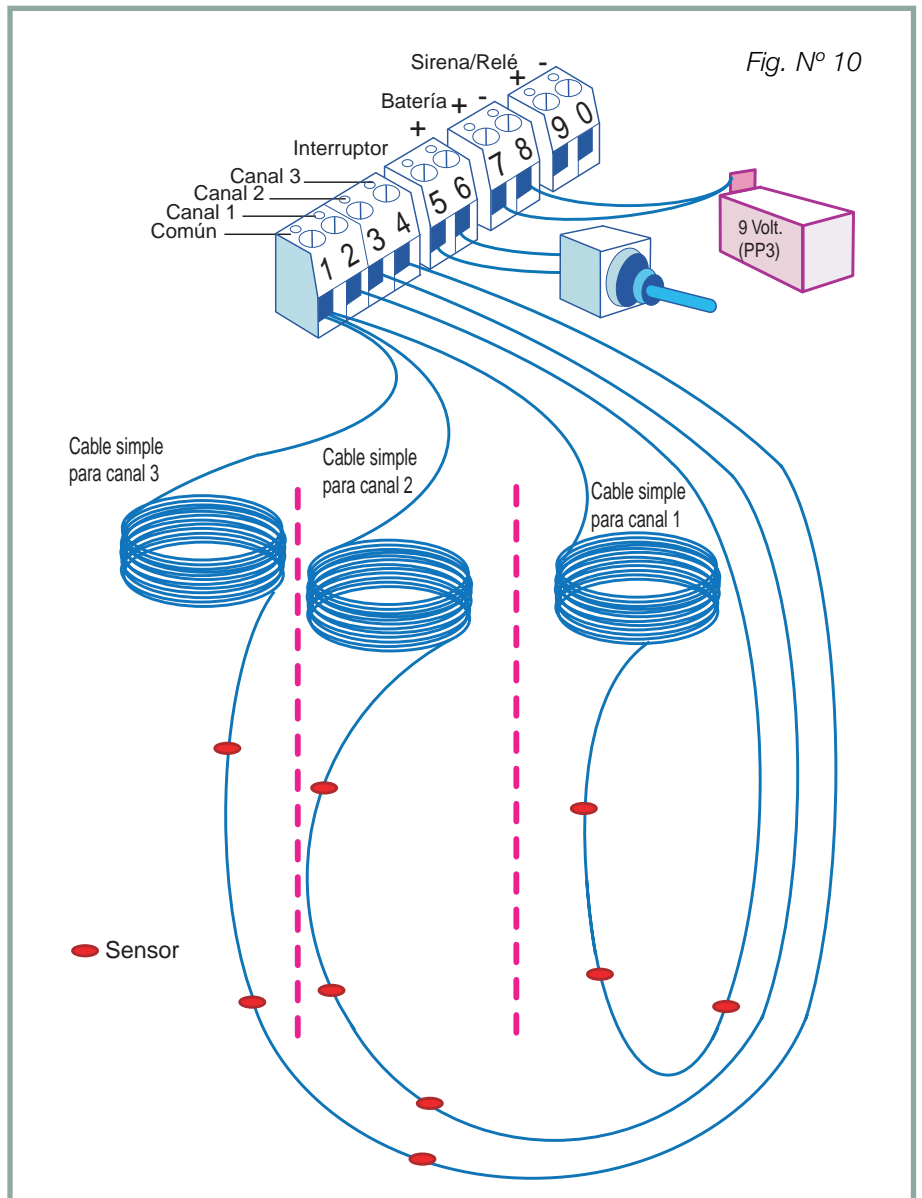 Fig. Nº 10
Sirena/Relé + -
Batería + -
Interruptor +
Canal 3
Canal 2
Canal 1
Común
1 2 3 4 5 6 7 8 9 0
9 Volt.
(PP3)
Cable simple
para canal 3
Cable simple
para canal 2
Cable simple
para canal 1
Sensor